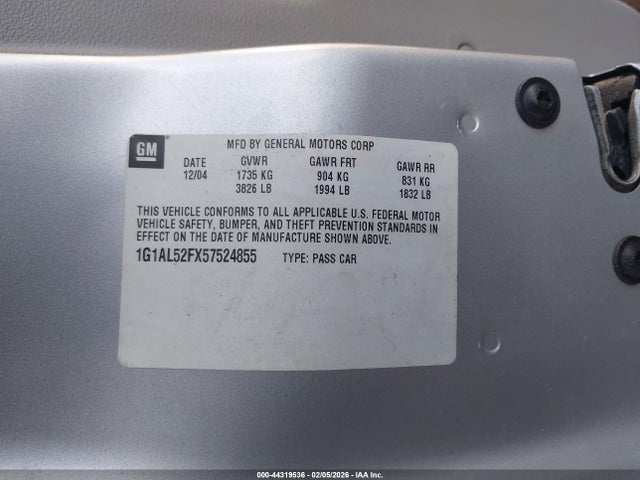 GM
MFD BY GENERAL MOTORS CORP
DATE GVWR GAWR FRT GAWR RR
12/04 1735 KG 904 KG 831 KG
3826 LB 1994 LB 1832 LB
THIS VEHICLE CONFORMS TO ALL APPLICABLE U.S. FEDERAL MOTOR
VEHICLE SAFETY, BUMPER, AND THEFT PREVENTION STANDARDS IN
EFFECT ON THE DATE OF MANUFACTURE SHOWN ABOVE.
1G1AL52FX57524855 TYPE: PASS CAR
000-44319536 - 02/05/2026 - IAA Inc.